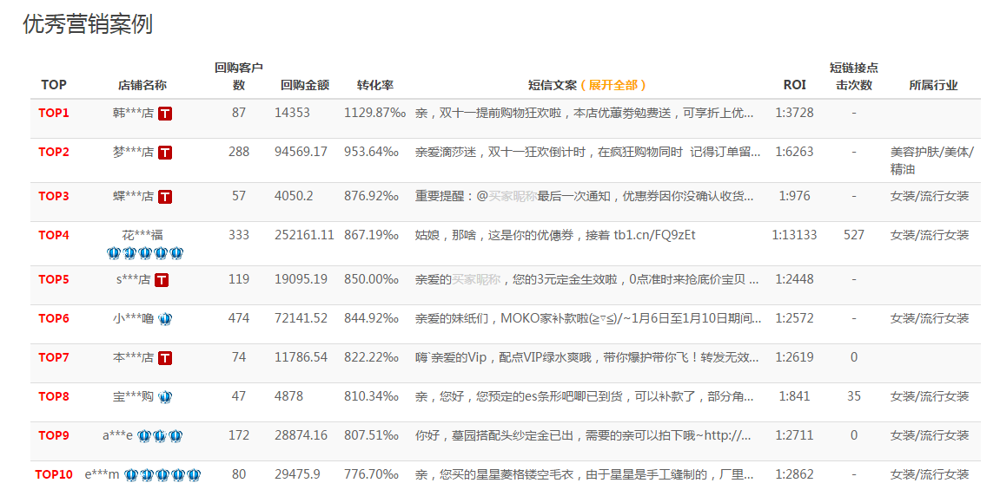 优秀营销案例
TOP 店铺名称 回购客户数 回购金额 转化率 短信文案（展开全部） ROI 短链接点击次数 所属行业
TOP1 韩***店 T 87 14353 1129.87‰ 亲，双十一提前购物狂欢啦，本店优蕫劵勉费送，可享折上优... 1:3728 -
TOP2 梦***店 T 288 94569.17 953.64‰ 亲爱滴莎迷，双十一狂欢倒计时，在疯狂购物同时 记得订单留... 1:6263 - 美容护肤/美体/精油
TOP3 蝶***店 T 57 4050.2 876.92‰ 重要提醒：@买家昵称最后一次通知，优惠券因你没确认收货... 1:976 - 女装/流行女装
TOP4 花***福 333 252161.11 867.19‰ 姑娘，那啥，这是你的优僡券，接着 tb1.cn/FQ9zEt 1:13133 527 女装/流行女装
TOP5 s***店 T 119 19095.19 850.00‰ 亲爱的买家昵称，您的3元定金生效啦，0点准时来抢底价宝贝 ... 1:2448 -
TOP6 小***噜 474 72141.52 844.92‰ 亲爱的妹纸们，MOKO家补款啦(≧▽≦)/~1月6日至1月10日期间... 1:2572 - 女装/流行女装
TOP7 本***店 T 74 11786.54 822.22‰ 嗨`亲爱的Vip，配点VIP绿水爽哦，带你爆护带你飞！转发无效... 1:2619 0
TOP8 宝***购 47 4878 810.34‰ 亲，您好，您预定的es条形吧唧已到货，可以补款了，部分角... 1:841 35 女装/流行女装
TOP9 a***e 172 28874.16 807.51‰ 你好，墓园搭配头纱定金已出，需要的亲可以拍下哦~http://... 1:2711 0 女装/流行女装
TOP10 e***m 80 29475.9 776.70‰ 亲，您买的星星菱格镂空毛衣，由于星星是手工缝制的，厂里... 1:2862 - 女装/流行女装